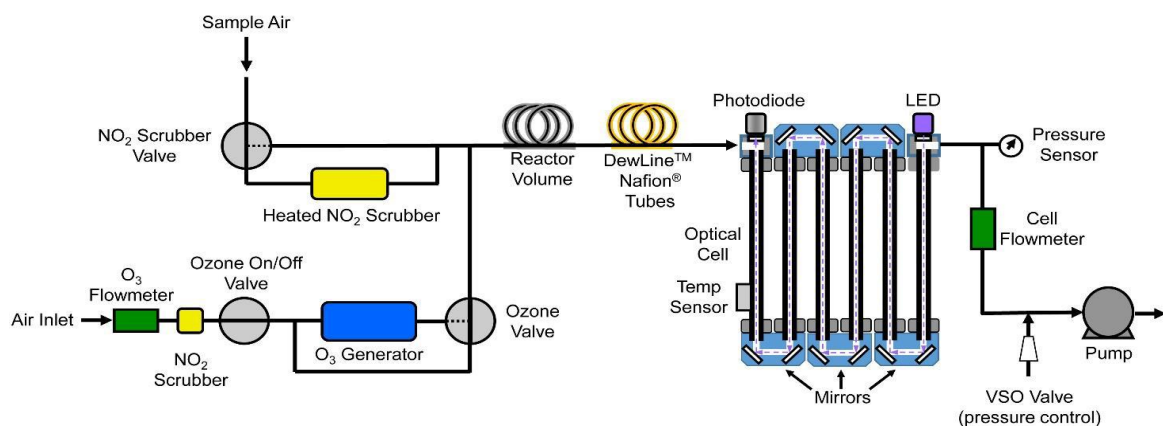 Sample Air
NO₂ Scrubber
Valve
Heated NO₂ Scrubber
Reactor
Volume
DewLine™
Nafion®
Tubes
Photodiode
LED
Pressure
Sensor
Optical
Cell
Temp
Sensor
Cell
Flowmeter
Ozone On/Off
Valve
O₃
Flowmeter
Air Inlet
NO₂
Scrubber
O₃ Generator
Ozone
Valve
Mirrors
VSO Valve
(pressure control)
Pump